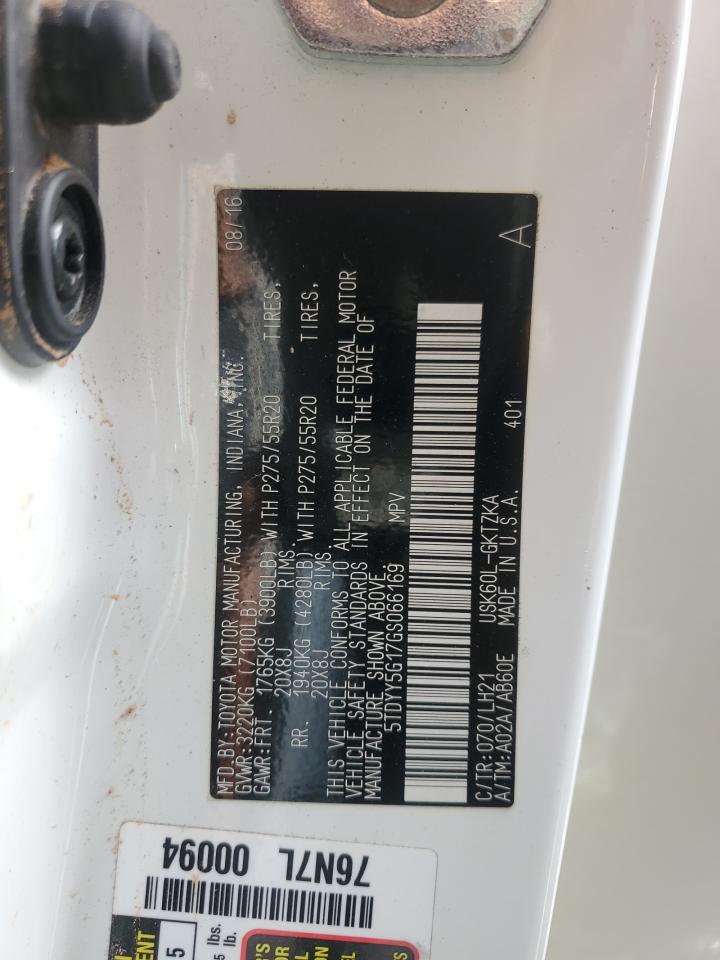 MFD.BY:TOYOTA MOTOR MANUFACTURING, INDIANA, INC. 08/16
GVWR:3220KG(7100LB)
GAWR:FRT. 1765KG (3900LB) WITH P275/55R20 TIRES,
20X8J RIMS
RR. 1940KG (4280LB) WITH P275/55R20 TIRES,
20X8J RIMS
THIS VEHICLE CONFORMS TO ALL APPLICABLE FEDERAL MOTOR
VEHICLE SAFETY STANDARDS IN EFFECT ON THE DATE OF
MANUFACTURE SHOWN ABOVE.
5TDYY5G17GS066169 MPV
C/TR:070/LH21 USK60L-GKTZKA 401 A
A/TM:A02A/AB60E MADE IN U.S.A.
76N7L
00094
5
lbs.
lb.